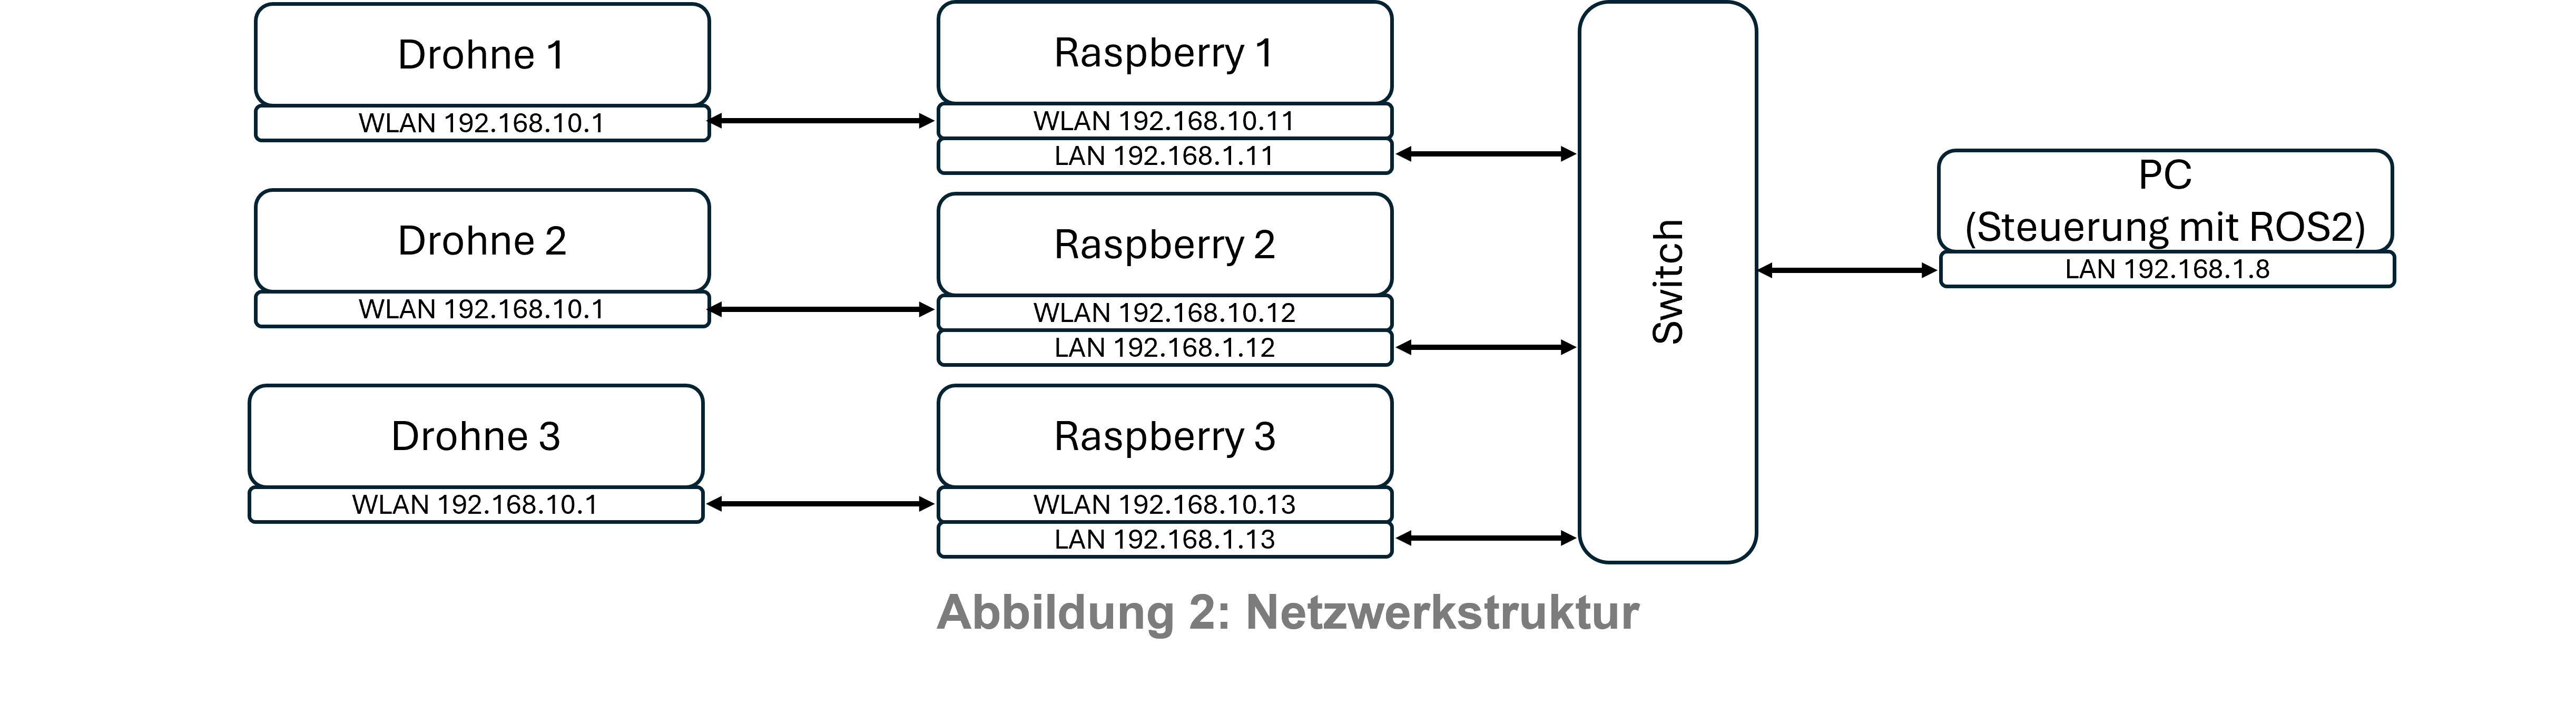 Drohne 1
WLAN 192.168.10.1
Raspberry 1
WLAN 192.168.10.11
LAN 192.168.1.11
Drohne 2
WLAN 192.168.10.1
Raspberry 2
WLAN 192.168.10.12
LAN 192.168.1.12
Drohne 3
WLAN 192.168.10.1
Raspberry 3
WLAN 192.168.10.13
LAN 192.168.1.13
Switch
PC
(Steuerung mit ROS2)
LAN 192.168.1.8
Abbildung 2: Netzwerkstruktur